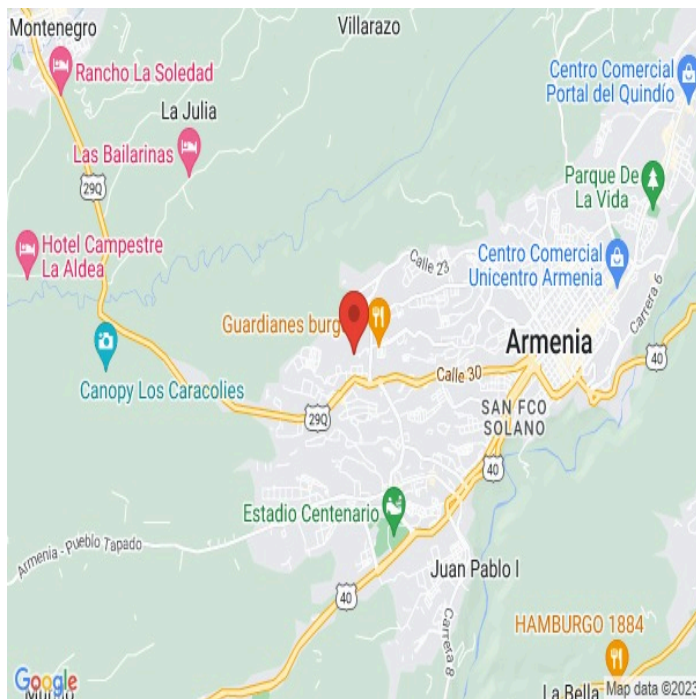 Montenegro
Villarazo
Rancho La Soledad
Centro Comercial
Portal del Quindío
La Julia
Las Bailarinas
29Q
Parque De
La Vida
Hotel Campestre
La Aldea
Calle 23
Centro Comercial
Unicentro Armenia
Carrera 6
Guardianes burg
Armenia
40
Canopy Los Caracolies
Calle 30
SAN FCO
SOLANO
29Q
40
Estadio Centenario
Armenia - Pueblo Tapado
Juan Pablo I
40
Carrera 8
HAMBURGO 1884
Google
La Bella
Map data ©2023